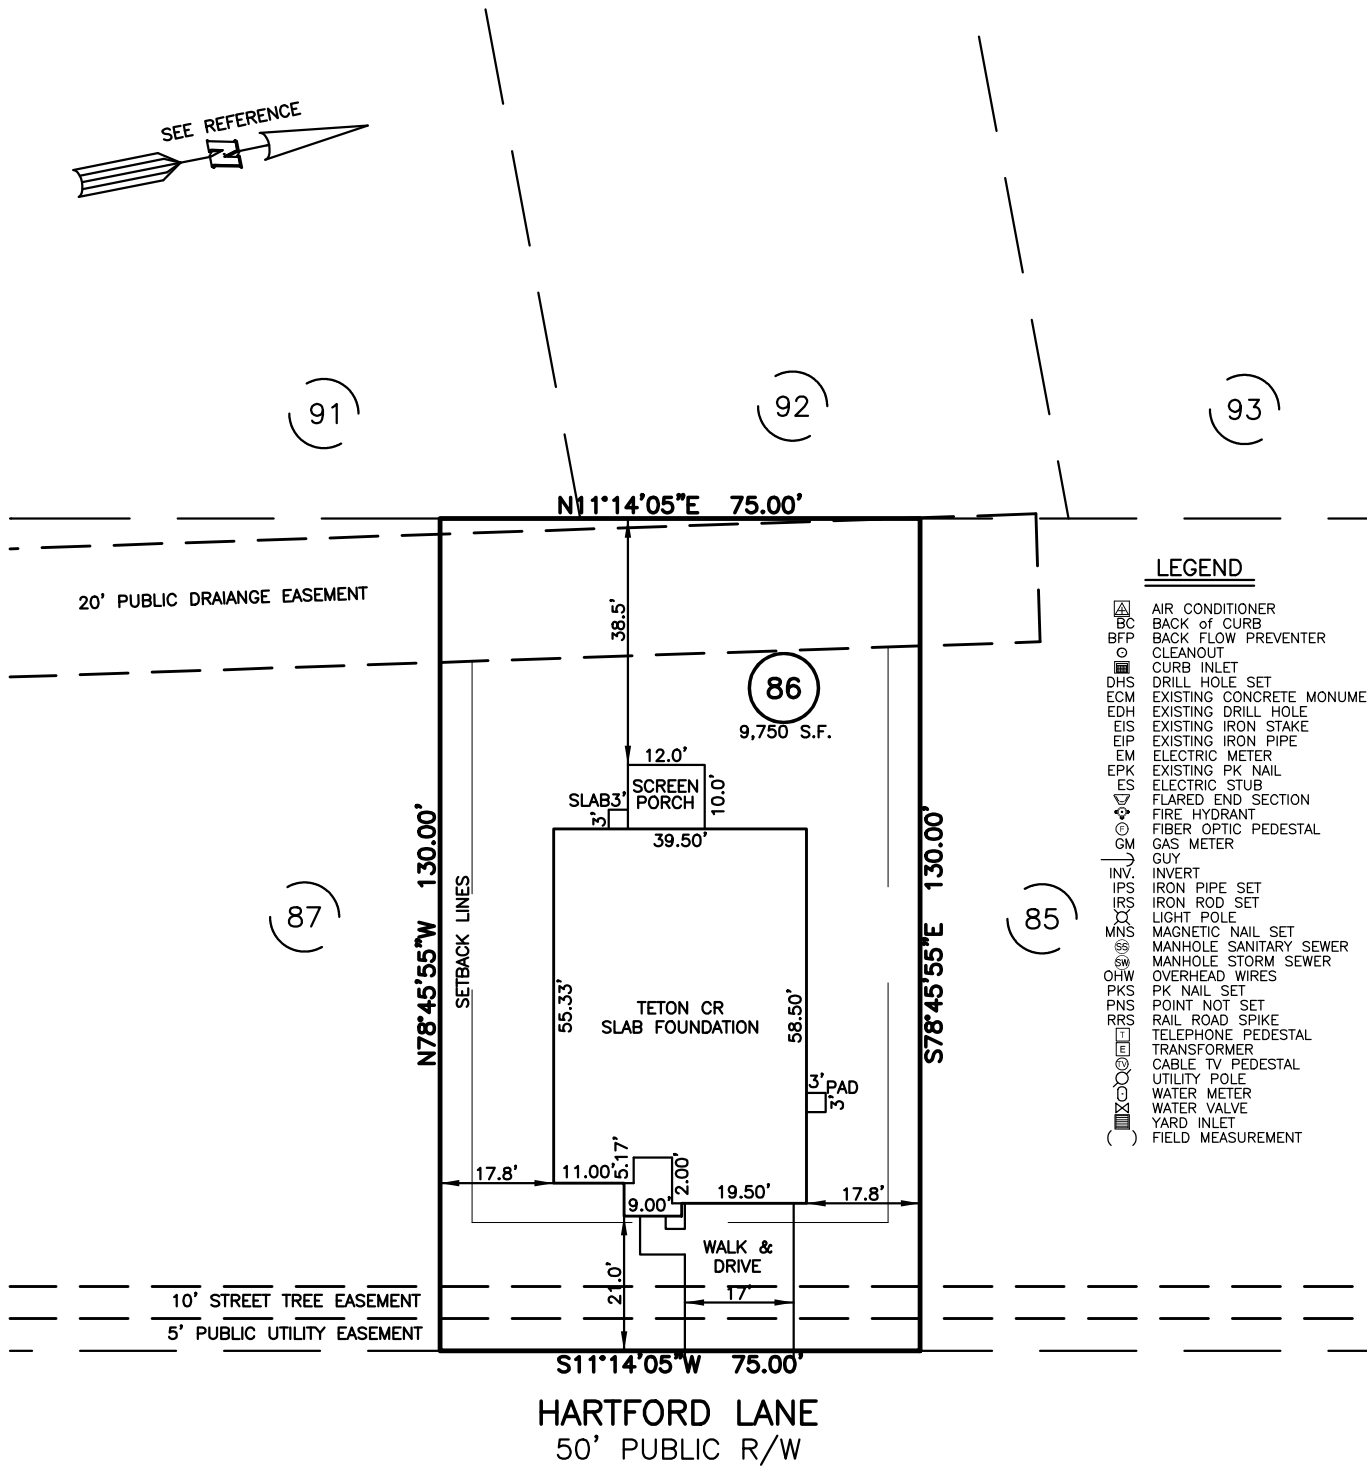 SEE REFERENCE
N
91
92
93
N11°14'05"E 75.00'
20' PUBLIC DRAIANGE EASEMENT
38.5'
86
9,750 S.F.
12.0'
SCREEN
PORCH
10.0'
SLAB
3'
3'
39.50'
N78°45'55"W 130.00'
S78°45'55"E 130.00'
SETBACK LINES
87
85
55.33'
TETON CR
SLAB FOUNDATION
58.50'
3'
PAD
3'
17.8'
11.00'
5.17'
2.00'
9.00'
19.50'
17.8'
WALK &
DRIVE
21.0'
17'
10' STREET TREE EASEMENT
5' PUBLIC UTILITY EASEMENT
S11°14'05"W 75.00'
HARTFORD LANE
50' PUBLIC R/W
LEGEND
A AIR CONDITIONER
BC BACK of CURB
BFP BACK FLOW PREVENTER
CLEANOUT
CURB INLET
DHS DRILL HOLE SET
ECM EXISTING CONCRETE MONUME
EDH EXISTING DRILL HOLE
EIS EXISTING IRON STAKE
EIP EXISTING IRON PIPE
EM ELECTRIC METER
EPK EXISTING PK NAIL
ES ELECTRIC STUB
FLARED END SECTION
FIRE HYDRANT
F FIBER OPTIC PEDESTAL
GM GAS METER
GUY
INV. INVERT
IPS IRON PIPE SET
IRS IRON ROD SET
LIGHT POLE
MNS MAGNETIC NAIL SET
SS MANHOLE SANITARY SEWER
SW MANHOLE STORM SEWER
OHW OVERHEAD WIRES
PKS PK NAIL SET
PNS POINT NOT SET
RRS RAIL ROAD SPIKE
T TELEPHONE PEDESTAL
E TRANSFORMER
TV CABLE TV PEDESTAL
UTILITY POLE
WATER METER
WATER VALVE
YARD INLET
( ) FIELD MEASUREMENT